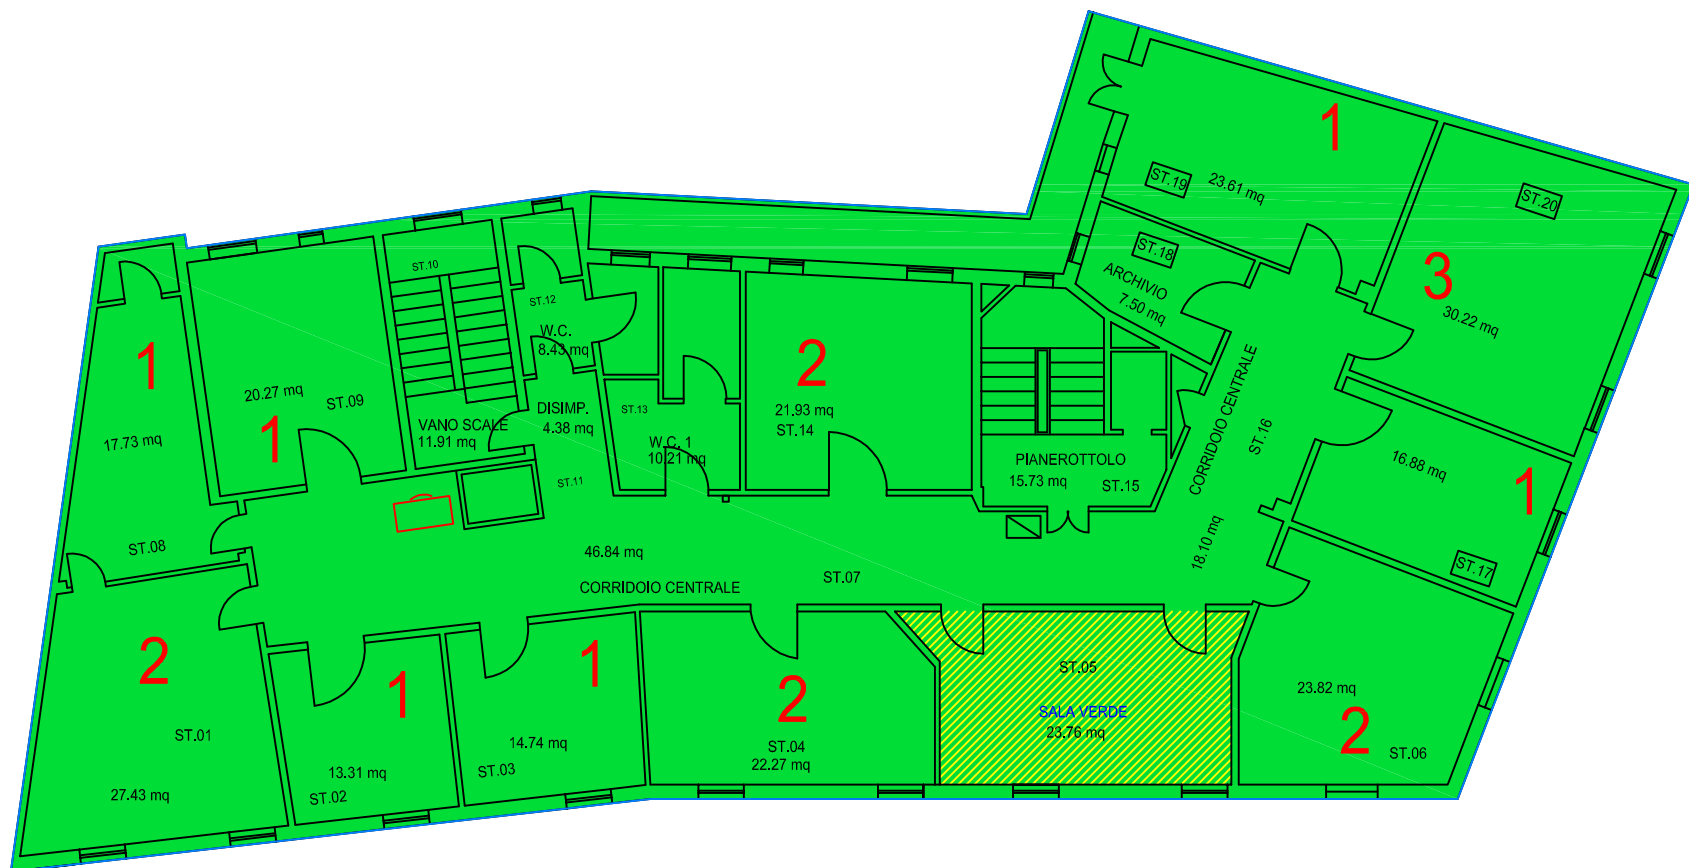 1
ST.19
23.61 mq
ST.20
3
30.22 mq
ST.18
ARCHIVIO
7.50 mq
ST.10
ST.12
W.C.
8.43 mq
1
17.73 mq
ST.08
20.27 mq
ST.09
1
VANO SCALE
11.91 mq
DISIMP.
4.38 mq
ST.11
ST.13
W.C. 1
10.21 mq
2
21.93 mq
ST.14
PIANEROTTOLO
15.73 mq
ST.15
CORRIDOIO CENTRALE
ST.16
18.10 mq
16.88 mq
1
ST.17
46.84 mq
CORRIDOIO CENTRALE
ST.07
2
ST.01
27.43 mq
1
13.31 mq
ST.02
1
14.74 mq
ST.03
2
ST.04
22.27 mq
ST.05
SALA VERDE
23.76 mq
23.82 mq
2
ST.06